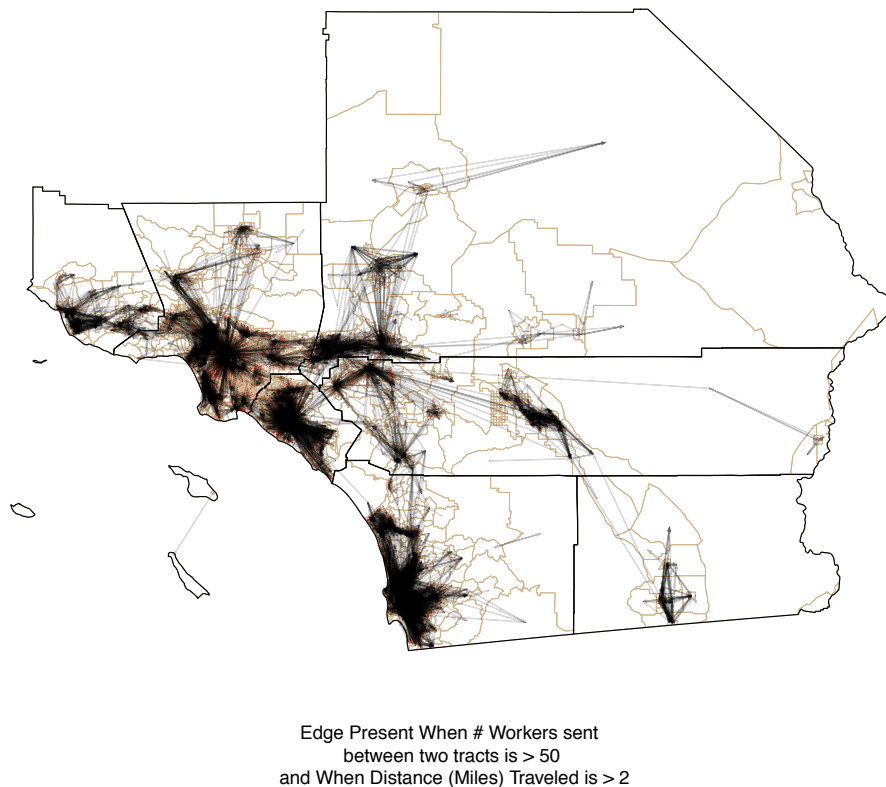 Edge Present When # Workers sent
between two tracts is > 50
and When Distance (Miles) Traveled is > 2